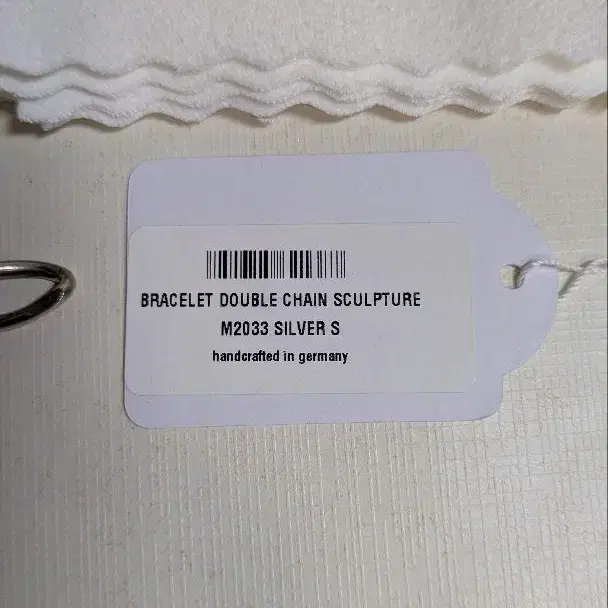 BRACELET DOUBLE CHAIN SCULPTURE
M2033 SILVER S
handcrafted in germany